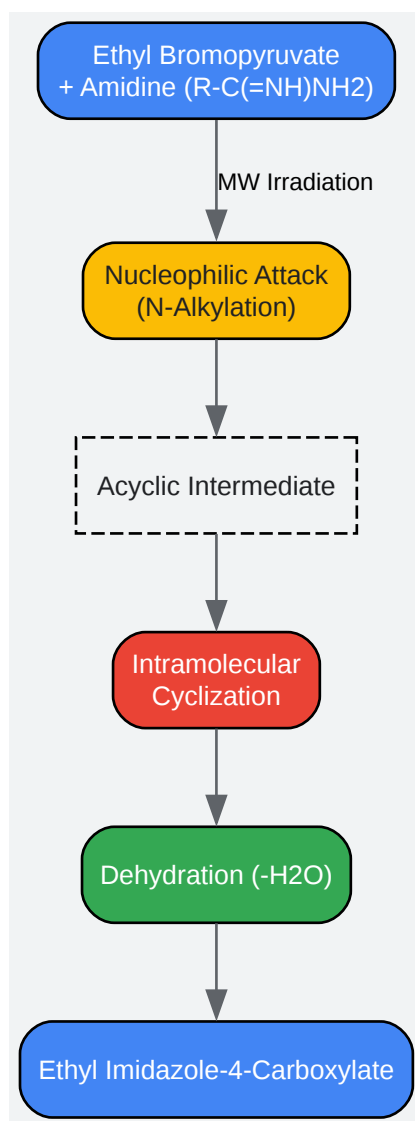 Ethyl Bromopyruvate
+ Amidine (R-C(=NH)NH2)
MW Irradiation
Nucleophilic Attack
(N-Alkylation)
Acyclic Intermediate
Intramolecular
Cyclization
Dehydration (-H2O)
Ethyl Imidazole-4-Carboxylate